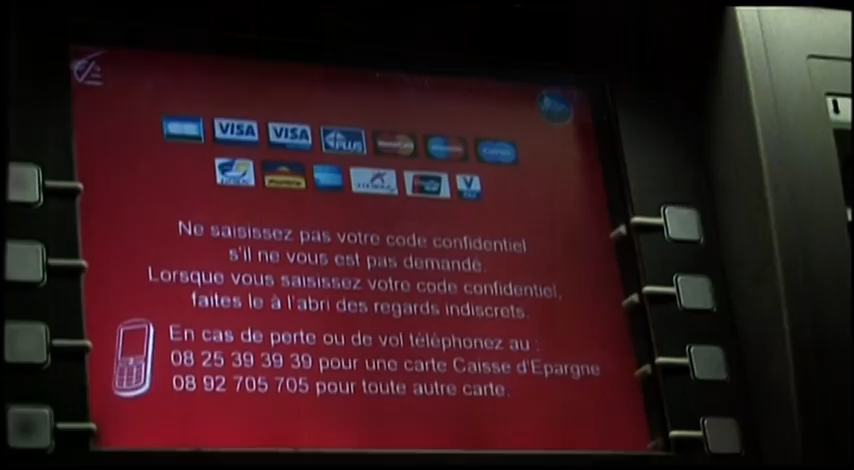 VISA VISA PLUS
Ne saisissez pas votre code confidentiel
s'il ne vous est pas demandé.
Lorsque vous saisissez votre code confidentiel,
faites le à l'abri des regards indiscrets.
En cas de perte ou de vol téléphonez au :
08 25 39 39 39 pour une carte Caisse d'Epargne
08 92 705 705 pour toute autre carte.